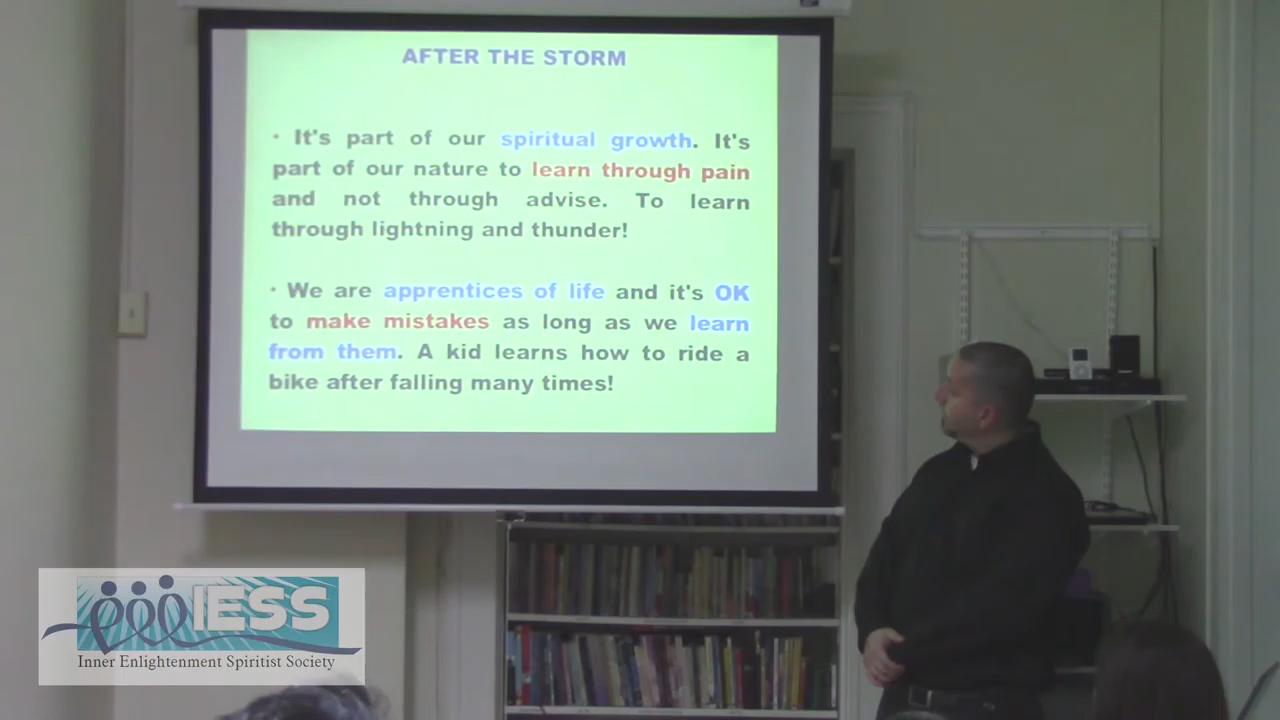 AFTER THE STORM
• It's part of our spiritual growth. It's
part of our nature to learn through pain
and not through advise. To learn
through lightning and thunder!
• We are apprentices of life and it's OK
to make mistakes as long as we learn
from them. A kid learns how to ride a
bike after falling many times!
IESS
Inner Enlightenment Spiritist Society